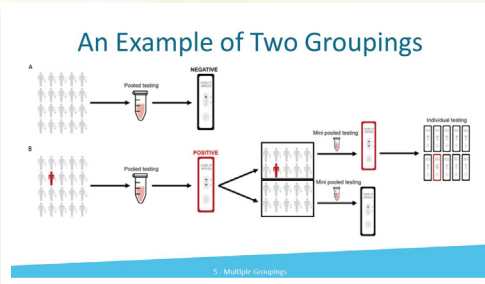 An Example of Two Groupings
A
Pooled testing
NEGATIVE
B
Pooled testing
POSITIVE
Mini pooled testing
Mini pooled testing
Individual testing
5 - Multiple Groupings